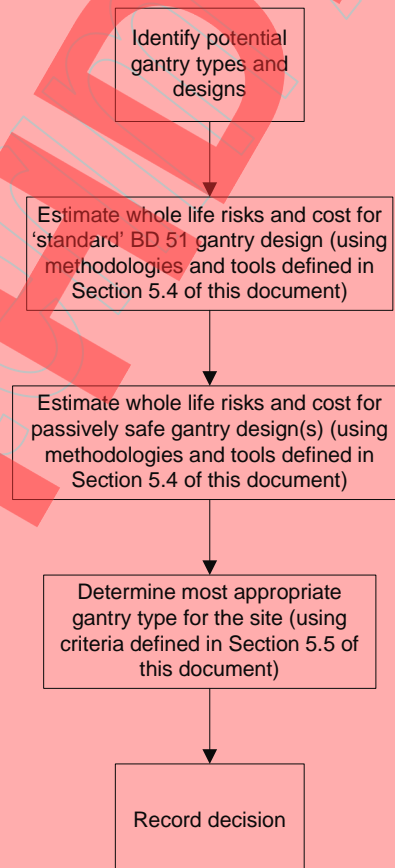 Identify potential
gantry types and
designs
Estimate whole life risks and cost for
‘standard’ BD 51 gantry design (using
methodologies and tools defined in
Section 5.4 of this document)
Estimate whole life risks and cost for
passively safe gantry design(s) (using
methodologies and tools defined in
Section 5.4 of this document)
Determine most appropriate
gantry type for the site (using
criteria defined in Section 5.5 of
this document)
Record decision